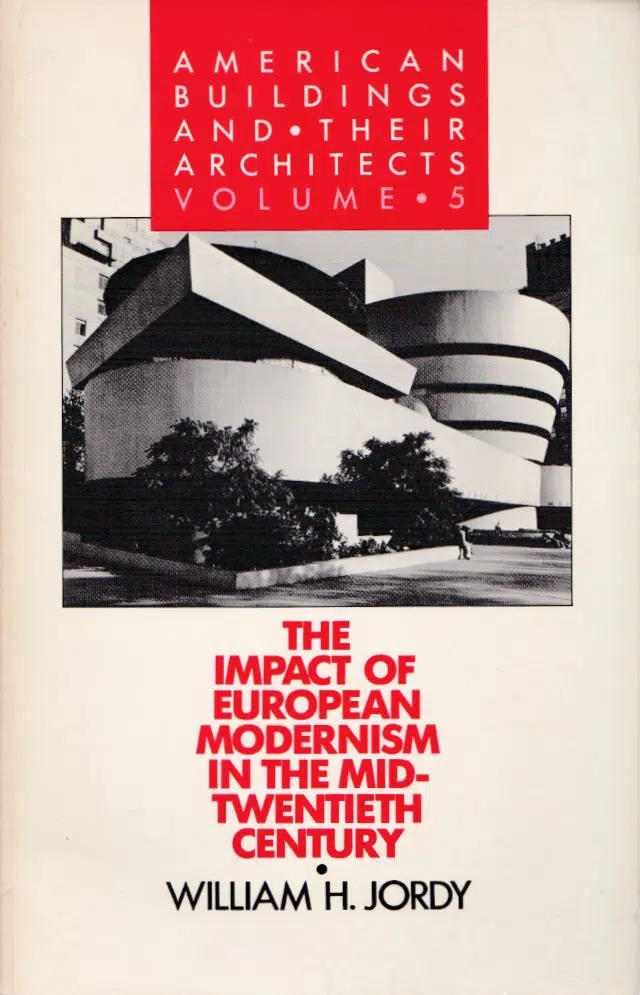 AMERICAN
BUILDINGS
AND • THEIR
ARCHITECTS
VOLUME • 5
THE
IMPACT OF
EUROPEAN
MODERNISM
IN THE MID-
TWENTIETH
CENTURY
•
WILLIAM H. JORDY